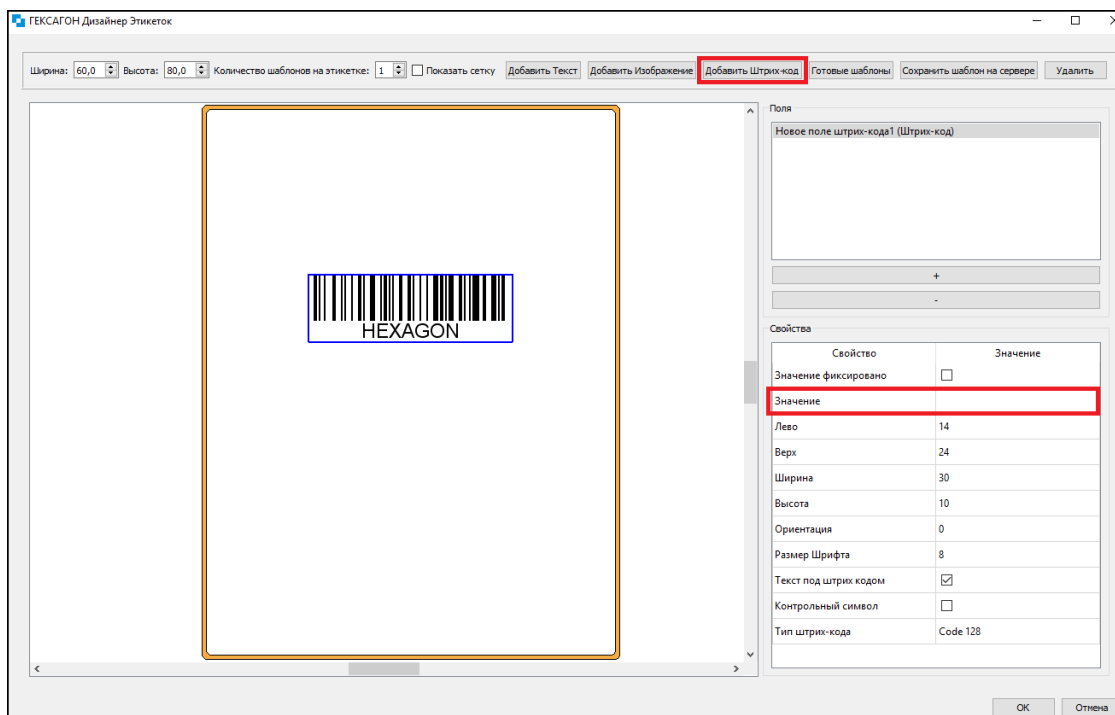 ГЕКСАГОН Дизайнер Этикеток
Ширина: 60,0 Высота: 80,0 Количество шаблонов на этикетке: 1 Показать сетку Добавить Текст Добавить Изображение Добавить Штрих-код Готовые шаблоны Сохранить шаблон на сервере Удалить
HEXAGON
Поля
Новое поле штрих-кода1 (Штрих-код)
+
-
Свойства
Свойство Значение
Значение фиксировано
Значение
Лево 14
Верх 24
Ширина 30
Высота 10
Ориентация 0
Размер Шрифта 8
Текст под штрих кодом
Контрольный символ
Тип штрих-кода Code 128
OK Отмена